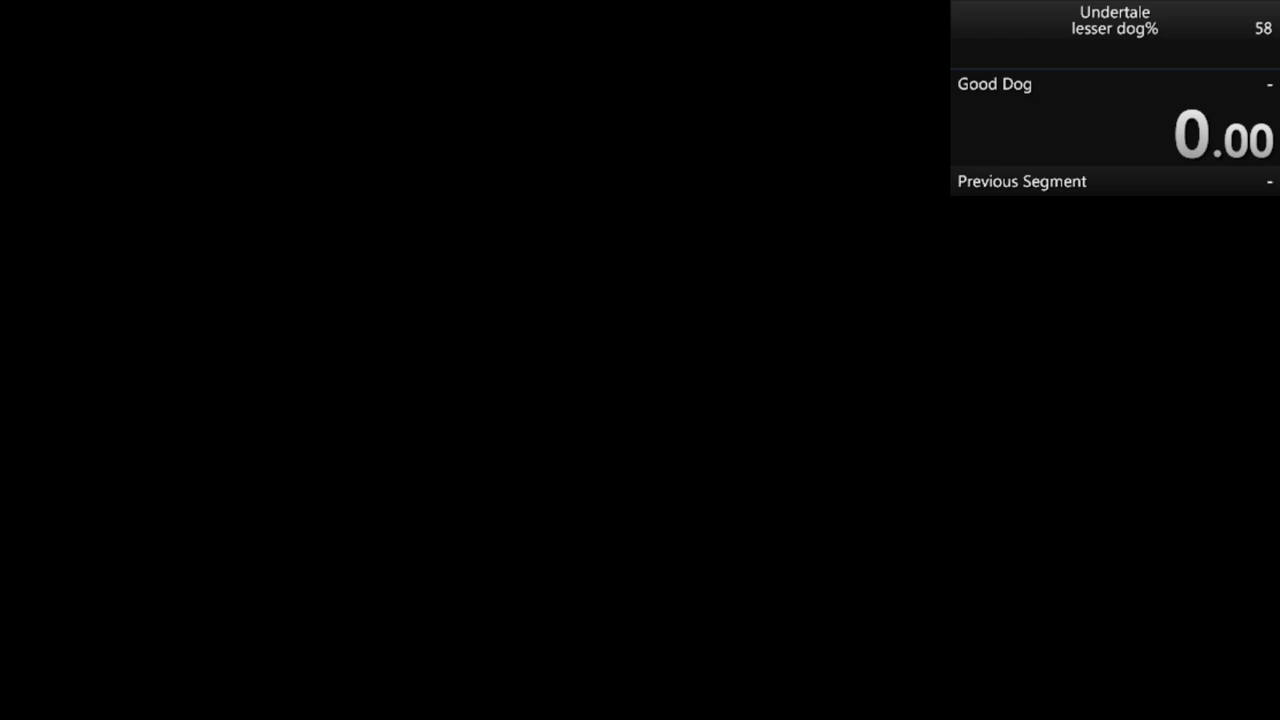 Undertale
lesser dog% 58
Good Dog -
0.00
Previous Segment -